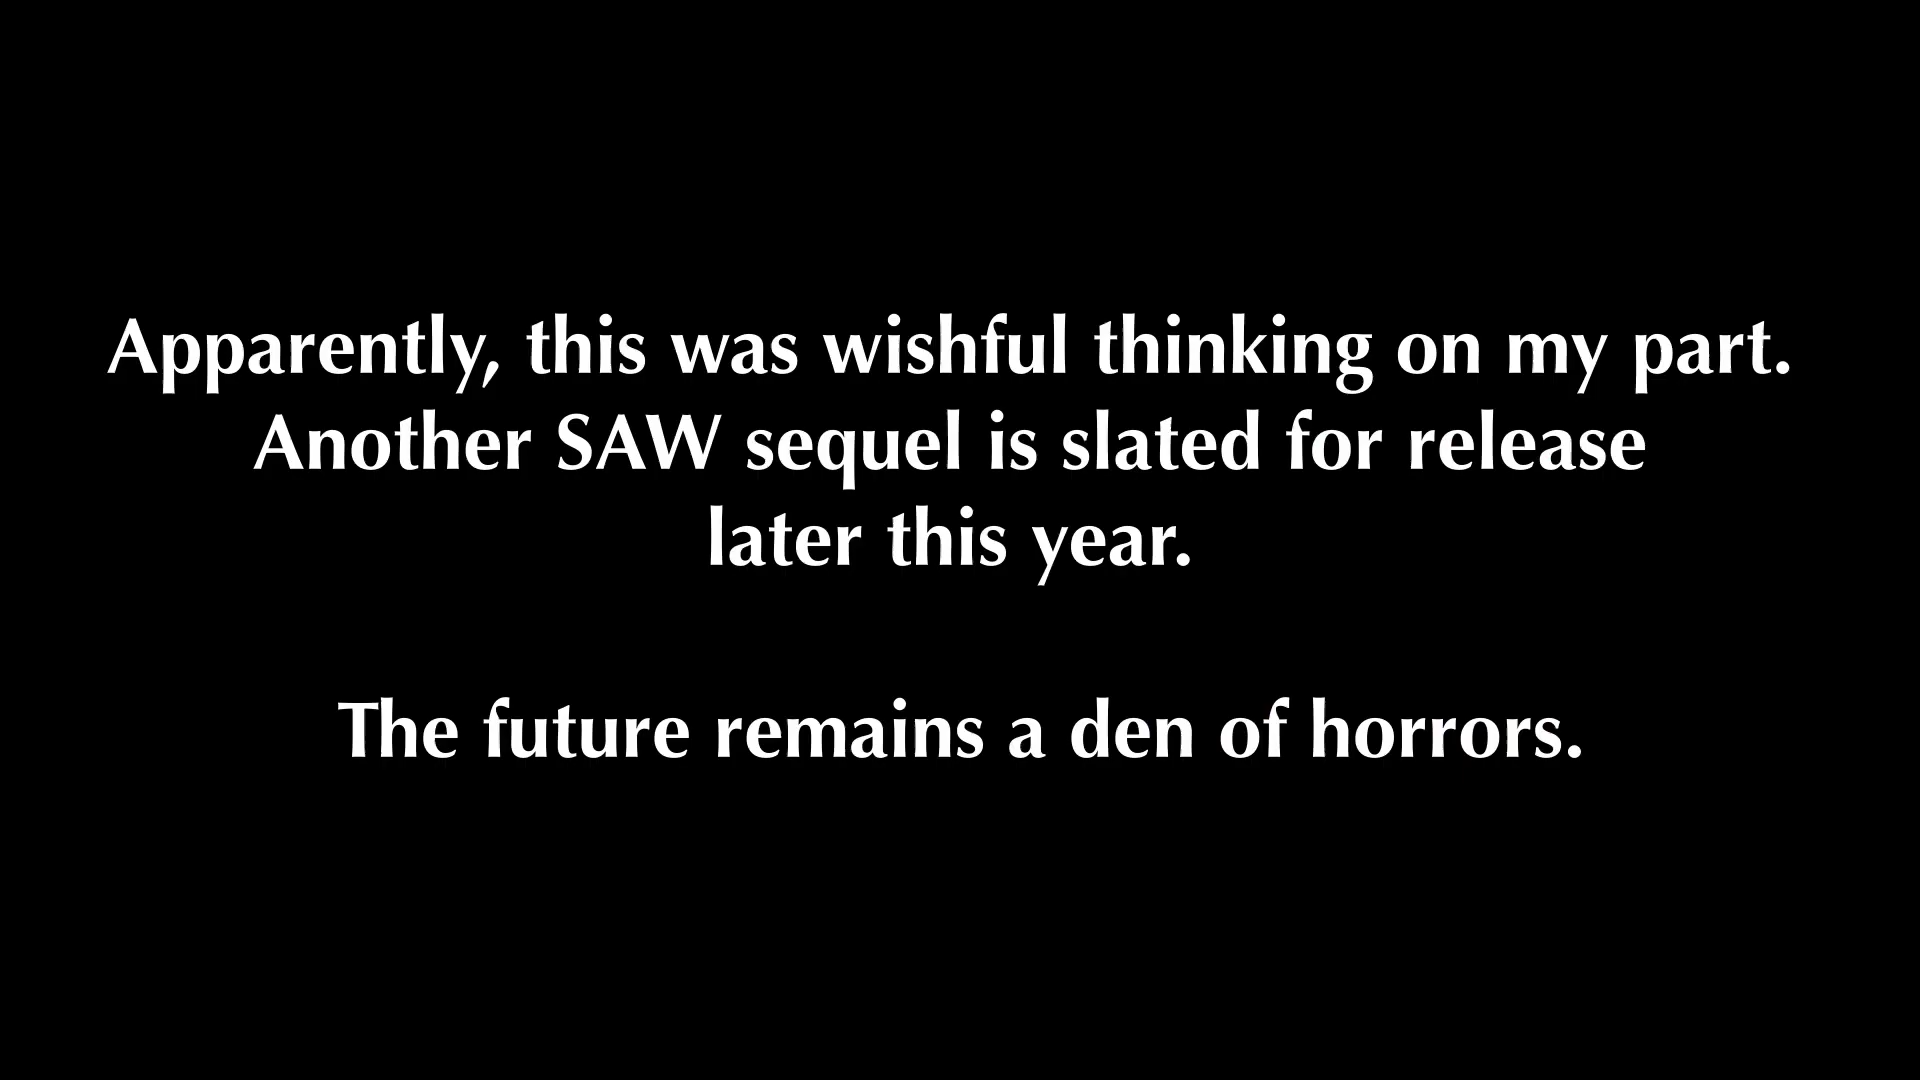 Apparently, this was wishful thinking on my part.
Another SAW sequel is slated for release
later this year.
The future remains a den of horrors.